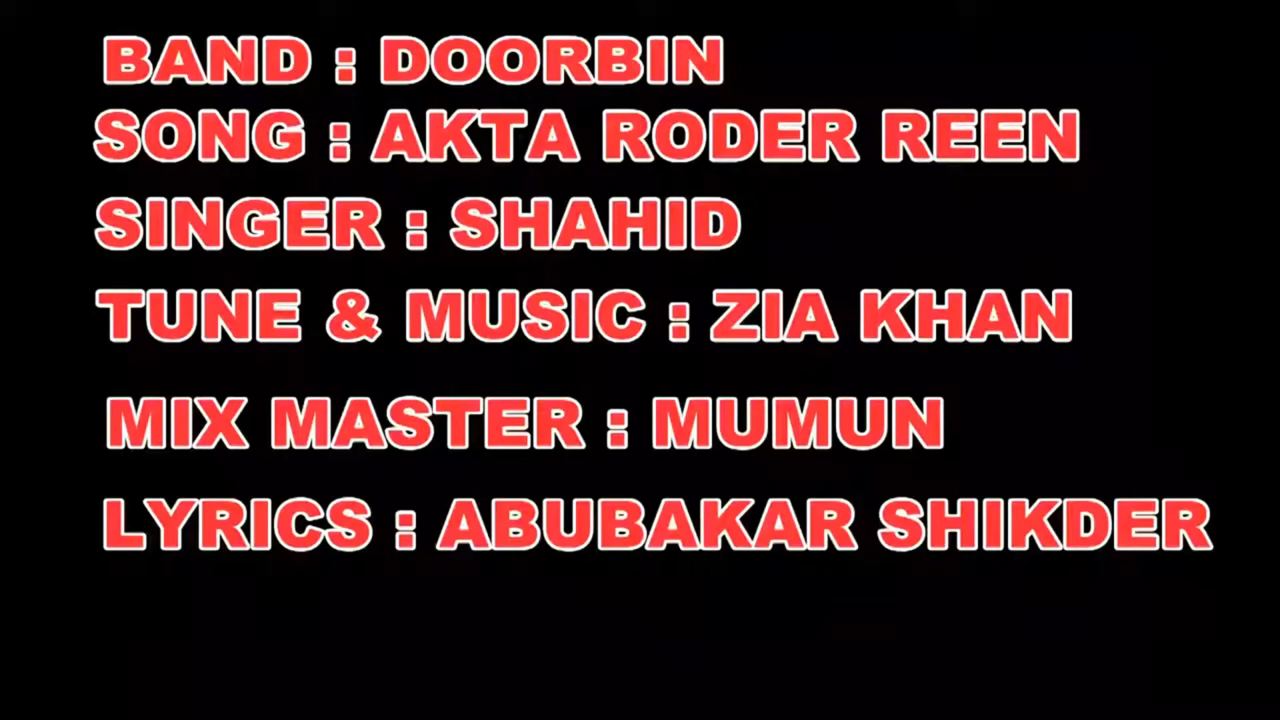 BAND : DOORBIN
SONG : AKTA RODER REEN
SINGER : SHAHID
TUNE & MUSIC : ZIA KHAN
MIX MASTER : MUMUN
LYRICS : ABUBAKAR SHIKDER